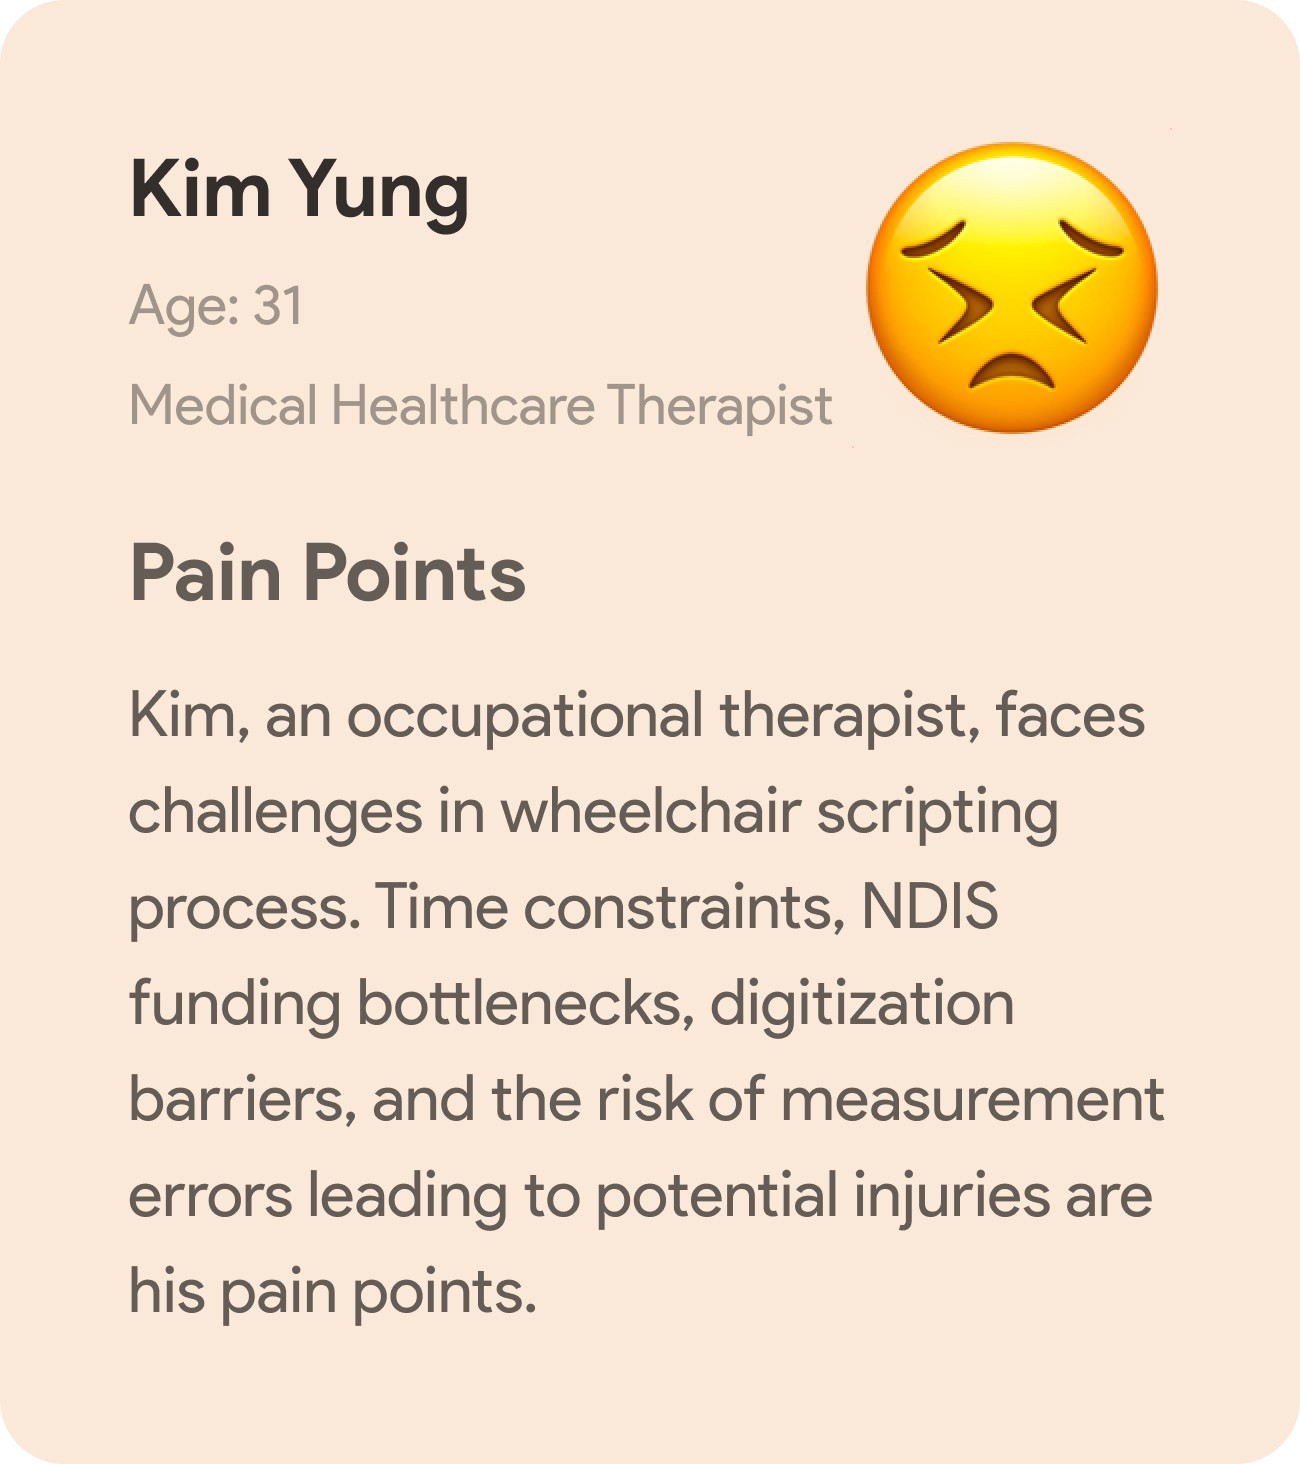 Kim Yung
Age: 31
Medical Healthcare Therapist
Pain Points
Kim, an occupational therapist, faces
challenges in wheelchair scripting
process. Time constraints, NDIS
funding bottlenecks, digitization
barriers, and the risk of measurement
errors leading to potential injuries are
his pain points.